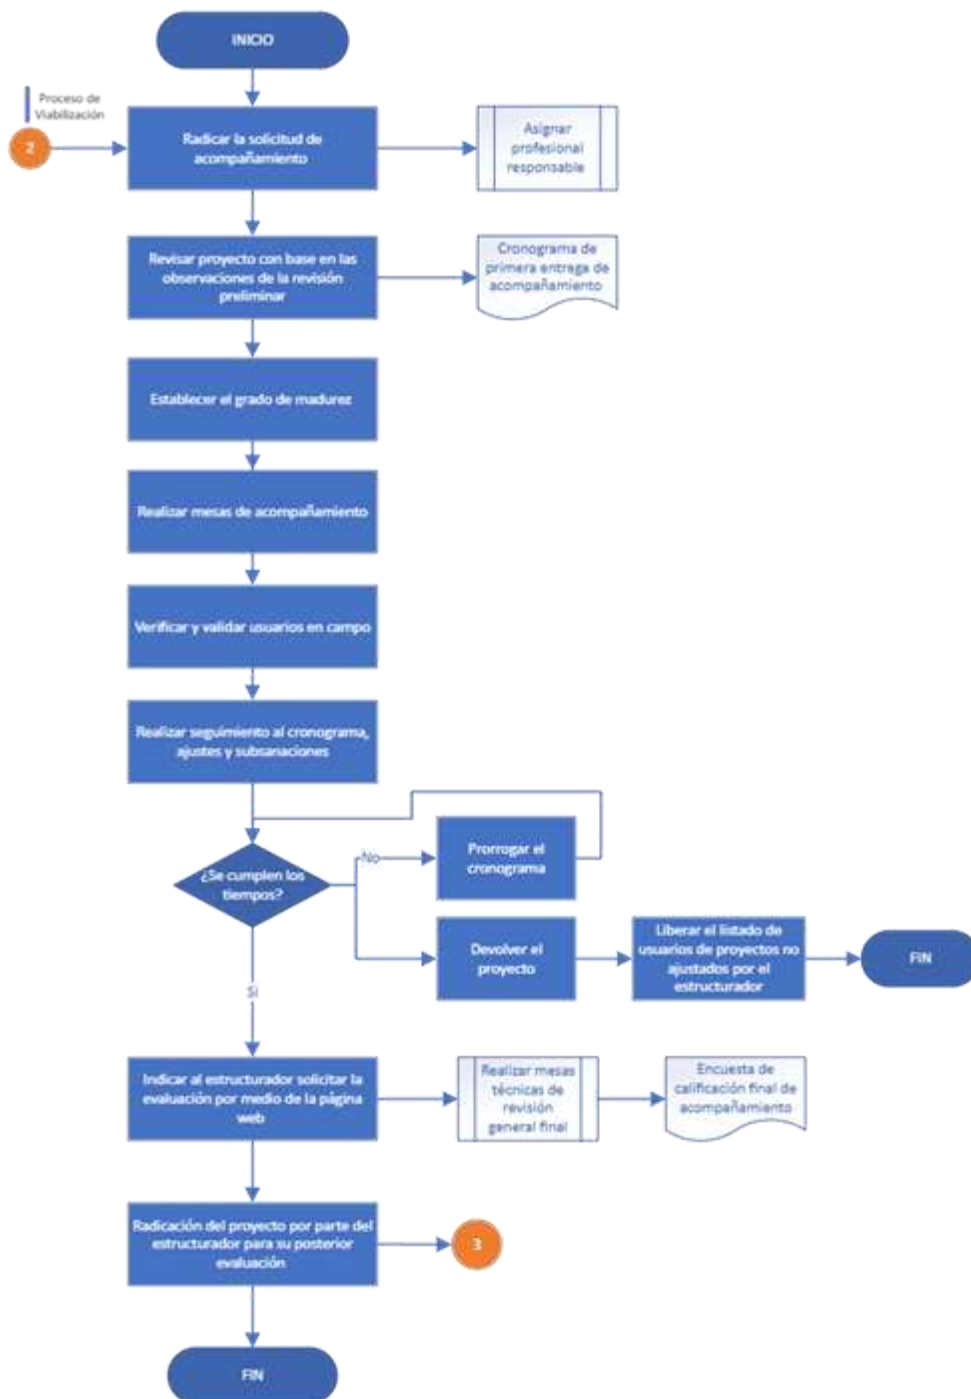 INICIO
Proceso de
Viabilización
2
Radicar la solicitud de
acompañamiento
Asignar
profesional
responsable
Revisar proyecto con base en las
observaciones de la revisión
preliminar
Cronograma de
primera entrega de
acompañamiento
Establecer el grado de madurez
Realizar mesas de acompañamiento
Verificar y validar usuarios en campo
Realizar seguimiento al cronograma,
ajustes y subsanaciones
¿Se cumplen los
tiempos?
No
Prorrogar el
cronograma
Devolver el
proyecto
Liberar el listado de
usuarios de proyectos no
ajustados por el
estructurador
FIN
Si
Indicar al estructurador solicitar la
evaluación por medio de la página
web
Realizar mesas
técnicas de
revisión
general final
Encuesta de
calificación final de
acompañamiento
Radicación del proyecto por parte del
estructurador para su posterior
evaluación
3
FIN